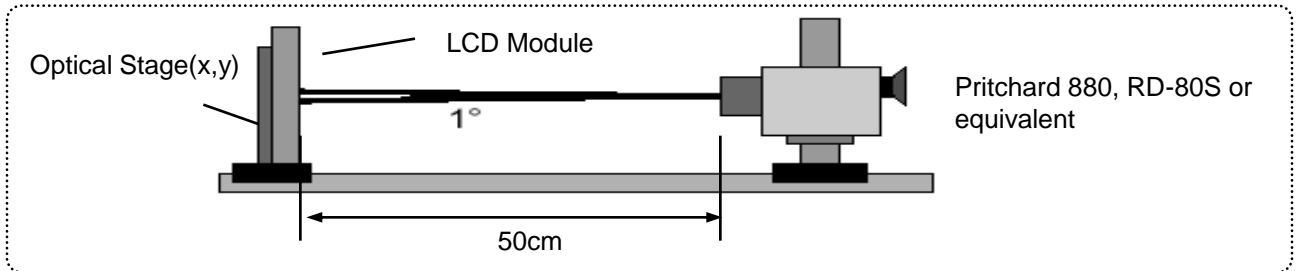 LCD Module
Optical Stage(x,y)
Pritchard 880, RD-80S or
equivalent
1°
50cm